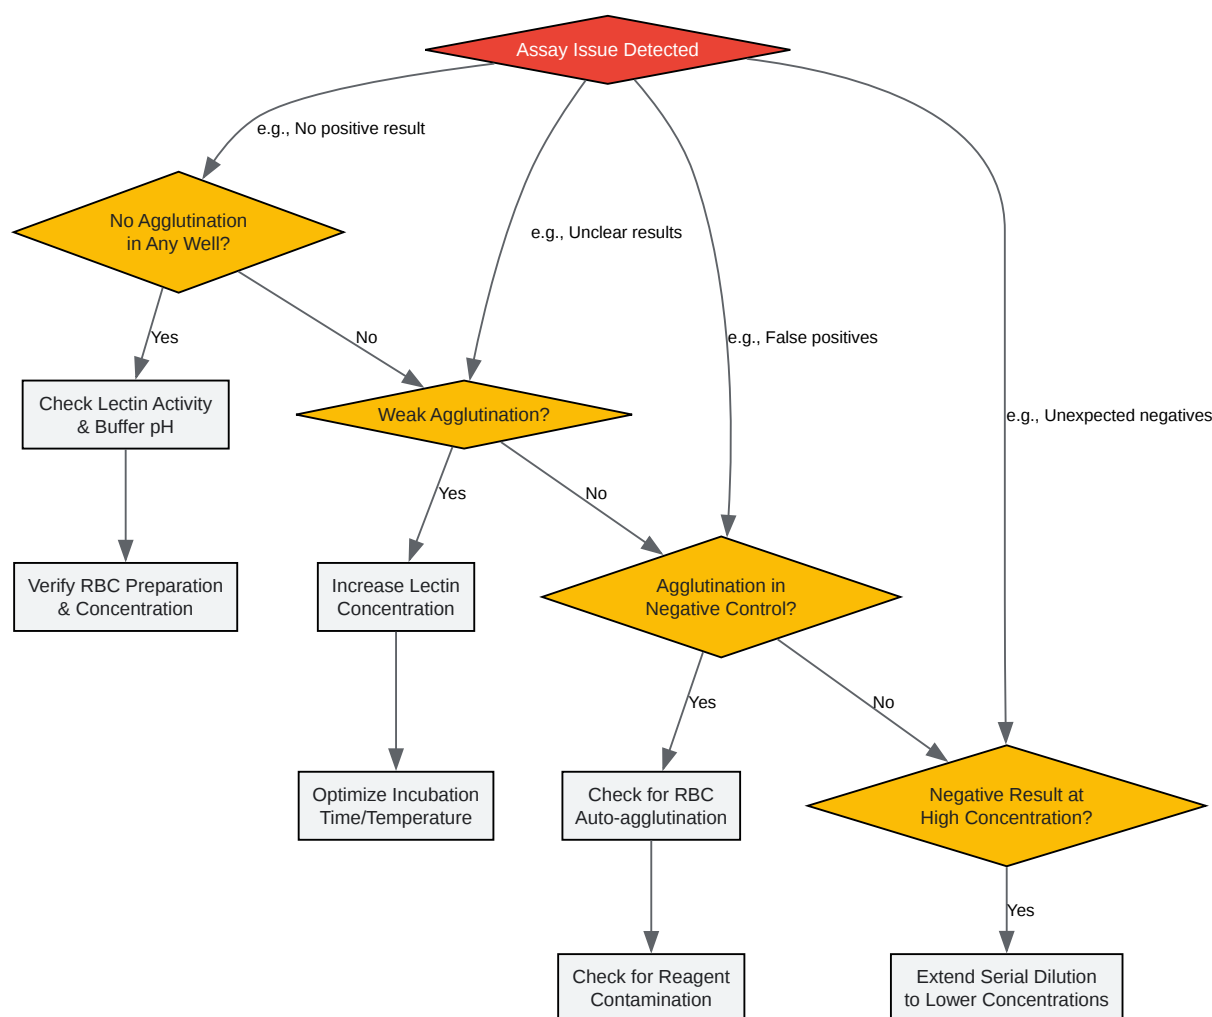 Assay Issue Detected
e.g., No positive result
No Agglutination
in Any Well?
e.g., Unclear results
Yes
No
e.g., False positives
Check Lectin Activity
& Buffer pH
Weak Agglutination?
e.g., Unexpected negatives
Yes
No
Verify RBC Preparation
& Concentration
Increase Lectin
Concentration
Agglutination in
Negative Control?
Yes
No
Optimize Incubation
Time/Temperature
Check for RBC
Auto-agglutination
Negative Result at
High Concentration?
Yes
Check for Reagent
Contamination
Extend Serial Dilution
to Lower Concentrations